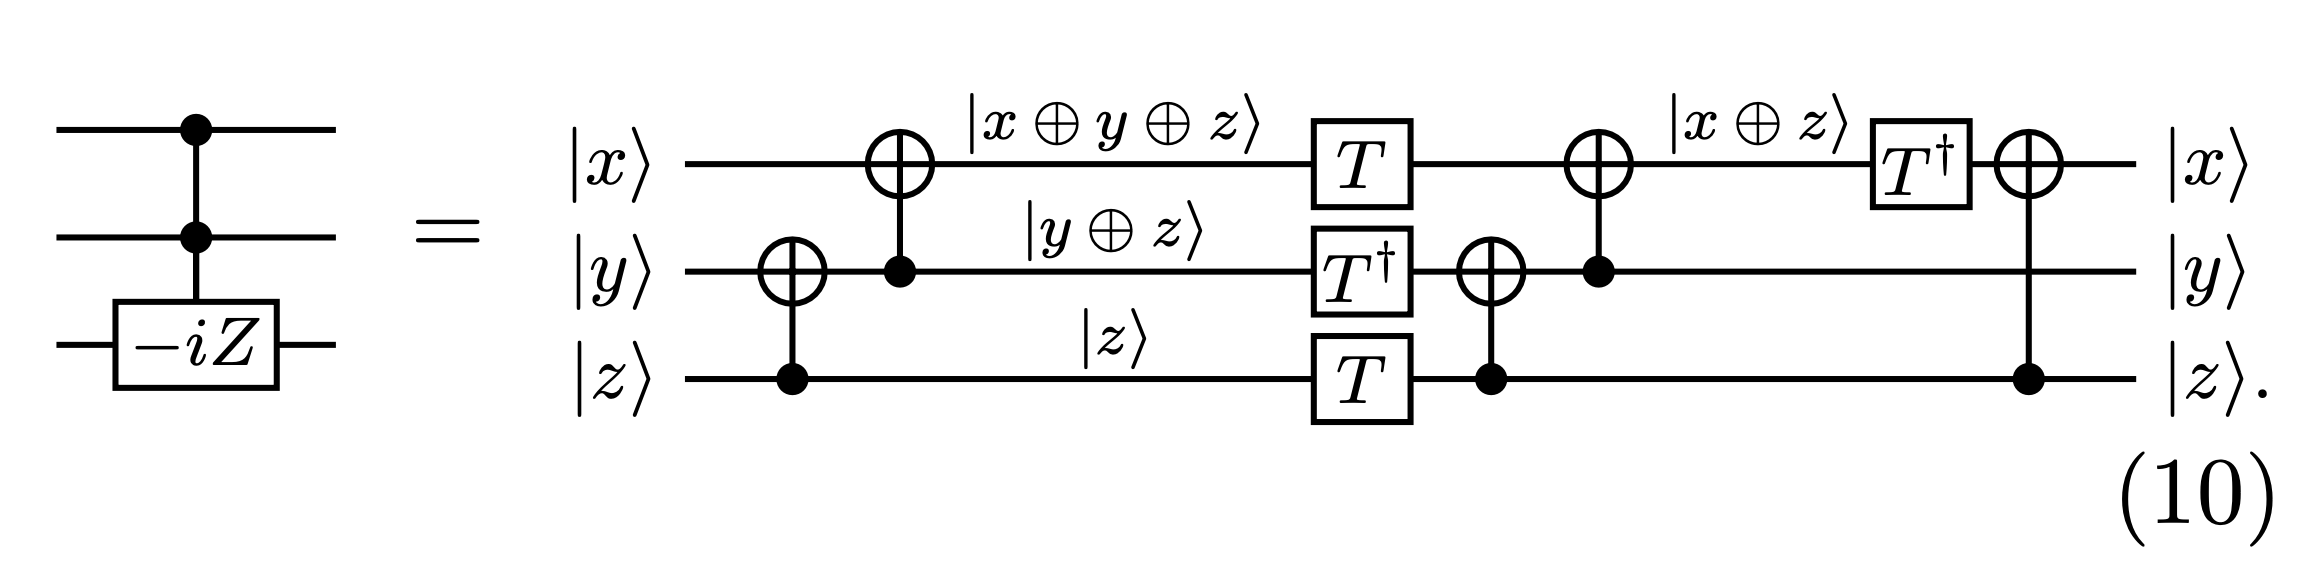 |x ⊕ y ⊕ z⟩ |x ⊕ z⟩
|x⟩ T T† |x⟩
|y ⊕ z⟩
= |y⟩ T† |y⟩
|z⟩
−iZ |z⟩ T |z⟩.
(10)